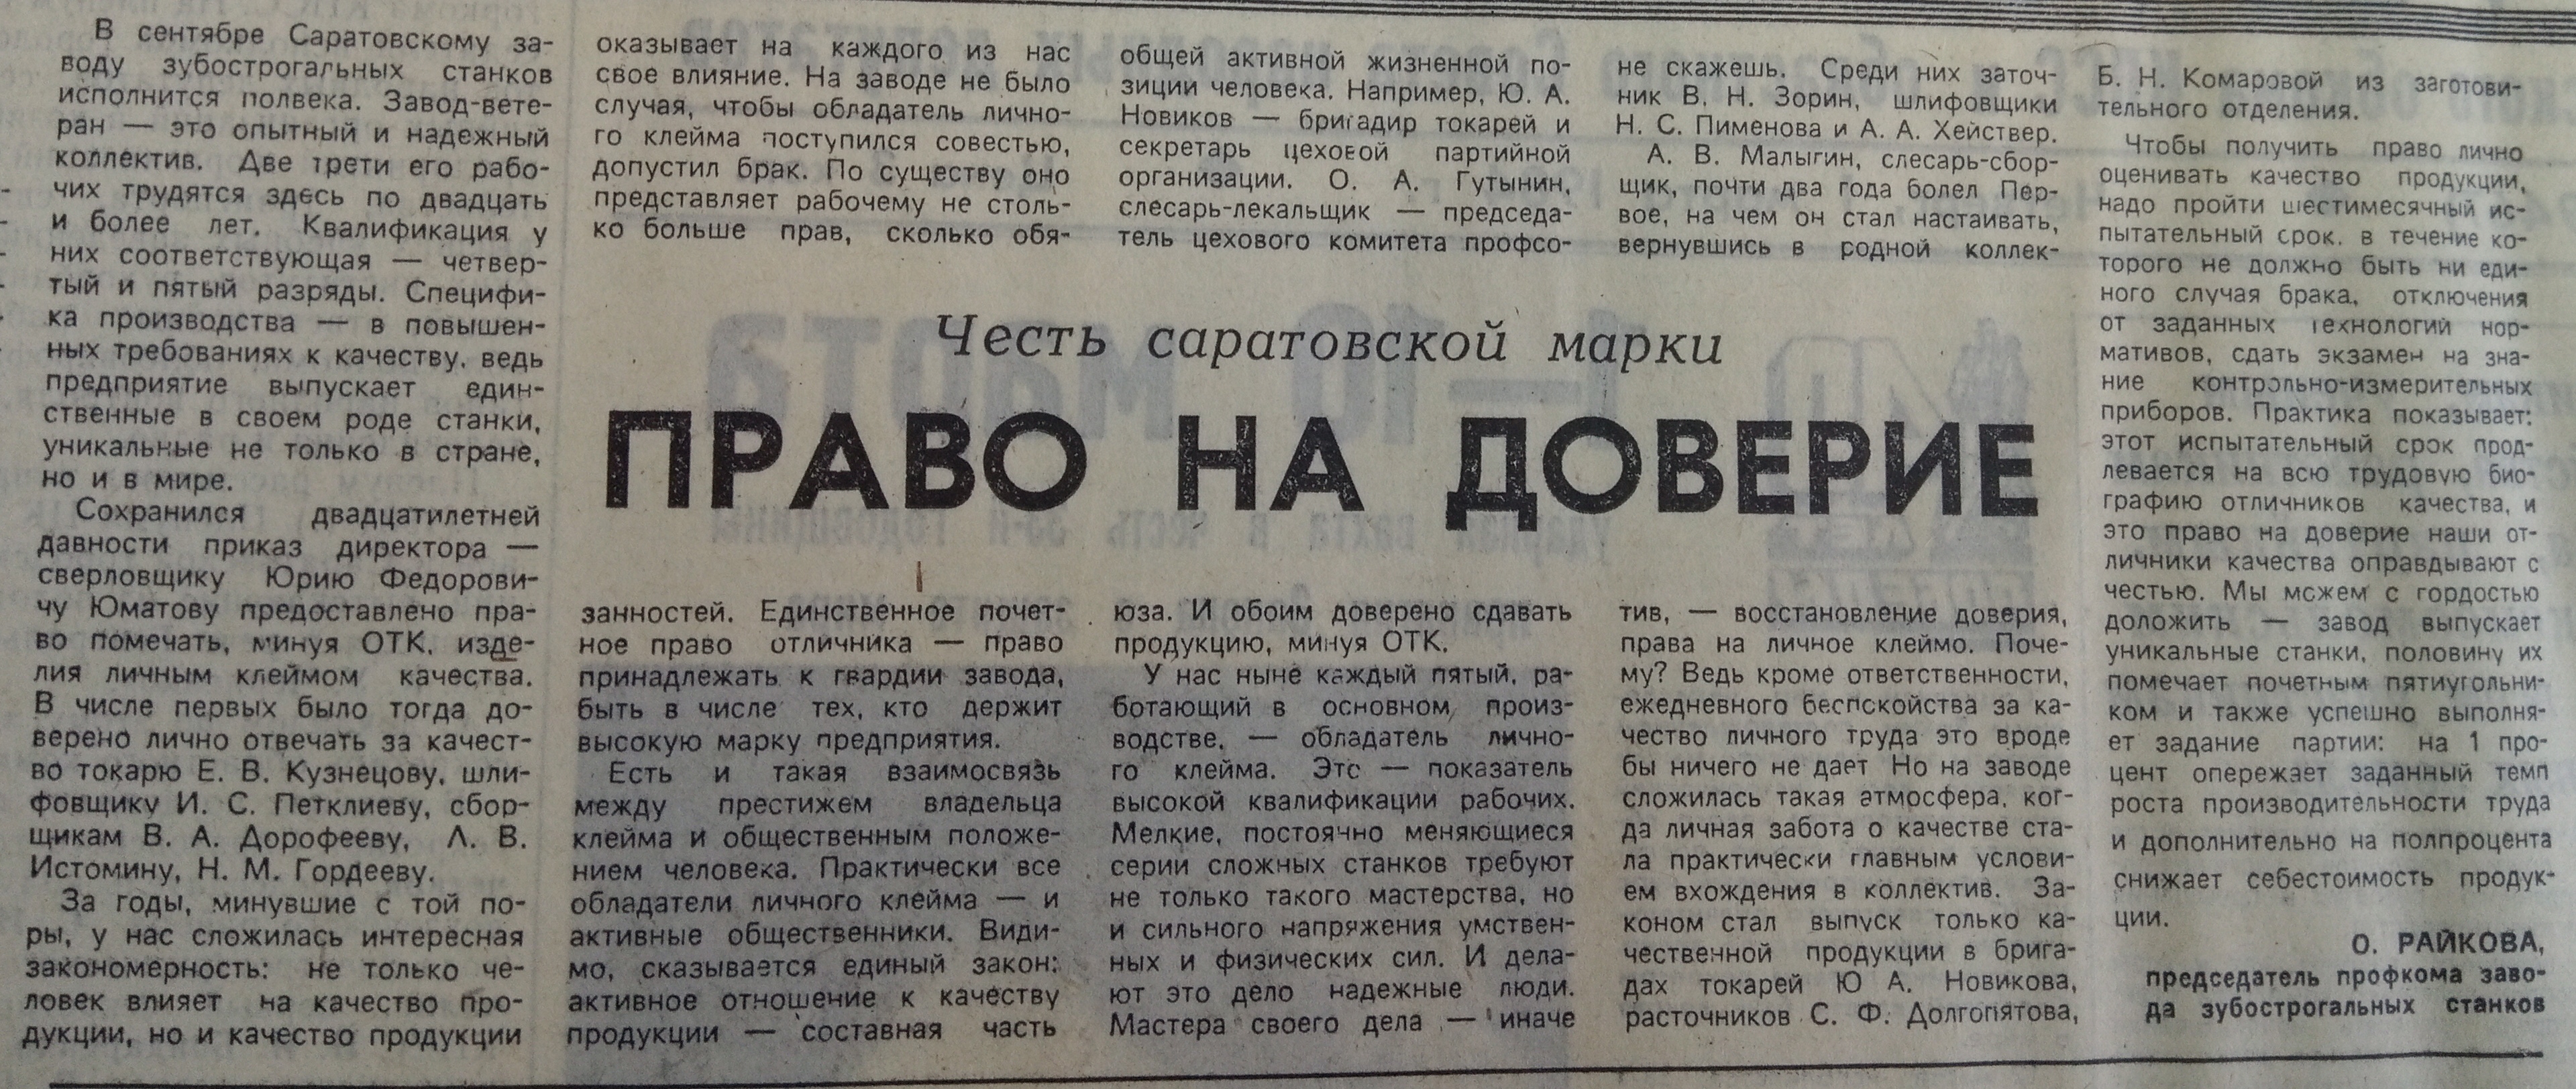 В сентябре Саратовскому за-
воду зубострогальных станков
исполнится полвека. Завод-вете-
ран — это опытный и надежный
коллектив. Две трети его рабо-
чих трудятся здесь по двадцать
и более лет. Квалификация у
них соответствующая — четвер-
тый и пятый разряды. Специфи-
ка производства — в повышен-
ных требованиях к качеству, ведь
предприятие выпускает един-
ственные в своем роде станки,
уникальные не только в стране,
но и в мире.
Сохранился двадцатилетней
давности приказ директора —
сверловщику Юрию Федорови-
чу Юматову предоставлено пра-
во помечать, минуя ОТК, изде-
лия личным клеймом качества.
В числе первых было тогда до-
верено лично отвечать за качест-
во токарю Е. В. Кузнецову, шли-
фовщику И. С. Петклиеву, сбор-
щикам В. А. Дорофееву, Л. В.
Истомину, Н. М. Гордееву.
За годы, минувшие с той по-
ры, у нас сложилась интересная
закономерность: не только че-
ловек влияет на качество про-
дукции, но и качество продукции
оказывает на каждого из нас
свое влияние. На заводе не было
случая, чтобы обладатель лично-
го клейма поступился совестью,
допустил брак. По существу оно
представляет рабочему не столь-
ко больше прав, сколько обя-
Честь саратовской марки
ПРАВО НА ДОВЕРИЕ
занностей. Единственное почет-
ное право отличника — право
принадлежать к гвардии завода,
быть в числе тех, кто держит
высокую марку предприятия.
Есть и такая взаимосвязь
между престижем владельца
клейма и общественным положе-
нием человека. Практически все
обладатели личного клейма — и
активные общественники. Види-
мо, сказывается единый закон:
активное отношение к качеству
продукции — составная часть
общей активной жизненной по-
зиции человека. Например, Ю. А.
Новиков — бригадир токарей и
секретарь цеховой партийной
организации. О. А. Гутынин,
слесарь-лекальщик — председа-
тель цехового комитета профсо-
юза. И обоим доверено сдавать
продукцию, минуя ОТК.
У нас ныне каждый пятый, ра-
ботающий в основном произ-
водстве, — обладатель лично-
го клейма. Это — показатель
высокой квалификации рабочих.
Мелкие, постоянно меняющиеся
серии сложных станков требуют
не только такого мастерства, но
и сильного напряжения умствен-
ных и физических сил. И дела-
ют это дело надежные люди.
Мастера своего дела — иначе
не скажешь. Среди них заточ-
ник В. Н. Зорин, шлифовщики
Н. С. Пименова и А. А. Хействер.
А. В. Малыгин, слесарь-сбор-
щик, почти два года болел Пер-
вое, на чем он стал настаивать,
вернувшись в родной коллек-
тив, — восстановление доверия,
права на личное клеймо. Поче-
му? Ведь кроме ответственности,
ежедневного беспокойства за ка-
чество личного труда это вроде
бы ничего не дает Но на заводе
сложилась такая атмосфера, ког-
да личная забота о качестве ста-
ла практически главным услови-
ем вхождения в коллектив. За-
коном стал выпуск только ка-
чественной продукции в брига-
дах токарей Ю А. Новикова,
расточников С. Ф. Долгопятова,
Б. Н. Комаровой из заготови-
тельного отделения.
Чтобы получить право лично
оценивать качество продукции,
надо пройти шестимесячный ис-
пытательный срок, в течение ко-
торого не должно быть ни еди-
ного случая брака, отключения
от заданных технологий нор-
мативов, сдать экзамен на зна-
ние контрольно-измерительных
приборов. Практика показывает:
этот испытательный срок прод-
левается на всю трудовую био-
графию отличников качества, и
это право на доверие наши от-
личники качества оправдывают с
честью. Мы можем с гордостью
доложить — завод выпускает
уникальные станки, половину их
помечает почетным пятиугольни-
ком и также успешно выполня-
ет задание партии: на 1 про-
цент опережает заданный темп
роста производительности труда
и дополнительно на полпроцента
снижает себестоимость продук-
ции.
О. РАЙКОВА,
председатель профкома заво-
да зубострогальных станков